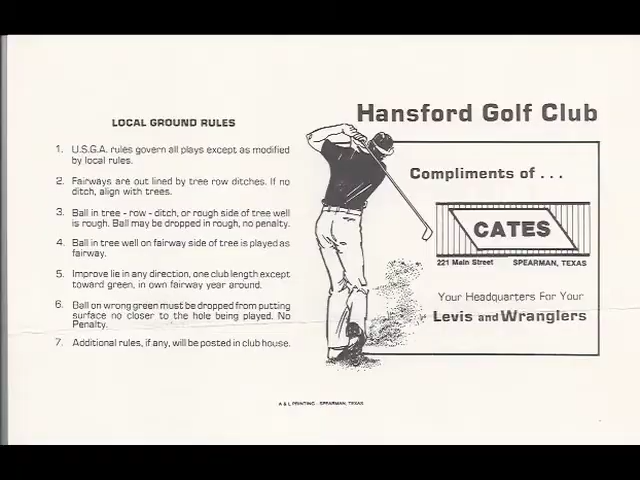 LOCAL GROUND RULES
1. U.S.G.A. rules govern all plays except as modified
by local rules.
2. Fairways are out lined by tree row ditches. If no
ditch, align with trees.
3. Ball in tree - row - ditch, or rough side of tree well
is rough. Ball may be dropped in rough, no penalty.
4. Ball in tree well on fairway side of tree is played as
fairway.
5. Improve lie in any direction, one club length except
toward green, in own fairway year around.
6. Ball on wrong green must be dropped from putting
surface no closer to the hole being played. No
Penalty.
7. Additional rules, if any, will be posted in club house.
Hansford Golf Club
Compliments of . . .
CATES
221 Main Street SPEARMAN, TEXAS
Your Headquarters For Your
Levis and Wranglers
A & L PRINTING - SPEARMAN, TEXAS